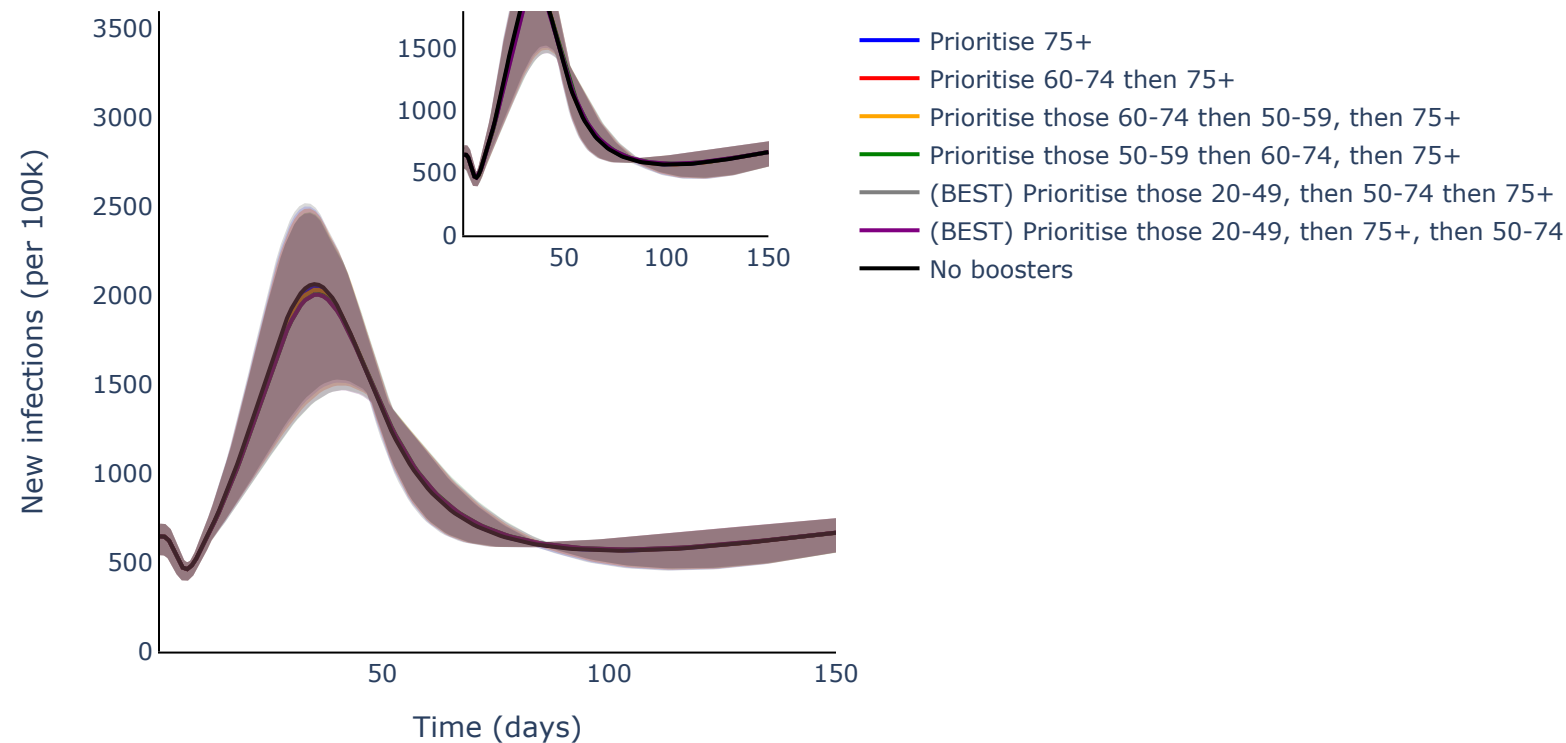 New infections (per 100k)
3500
3000
2500
2000
1500
1000
500
0
50
100
150
Time (days)
1500
1000
500
0
50
100
150
Prioritise 75+
Prioritise 60-74 then 75+
Prioritise those 60-74 then 50-59, then 75+
Prioritise those 50-59 then 60-74, then 75+
(BEST) Prioritise those 20-49, then 50-74 then 75+
(BEST) Prioritise those 20-49, then 75+, then 50-74
No boosters